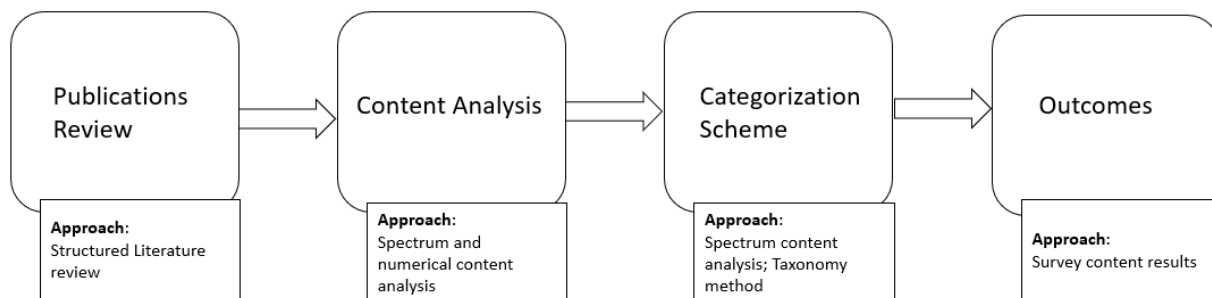 Publications
Review
Content Analysis
Categorization
Scheme
Outcomes
Approach:
Structured Literature
review
Approach:
Spectrum and
numerical content
analysis
Approach:
Spectrum content
analysis; Taxonomy
method
Approach:
Survey content results